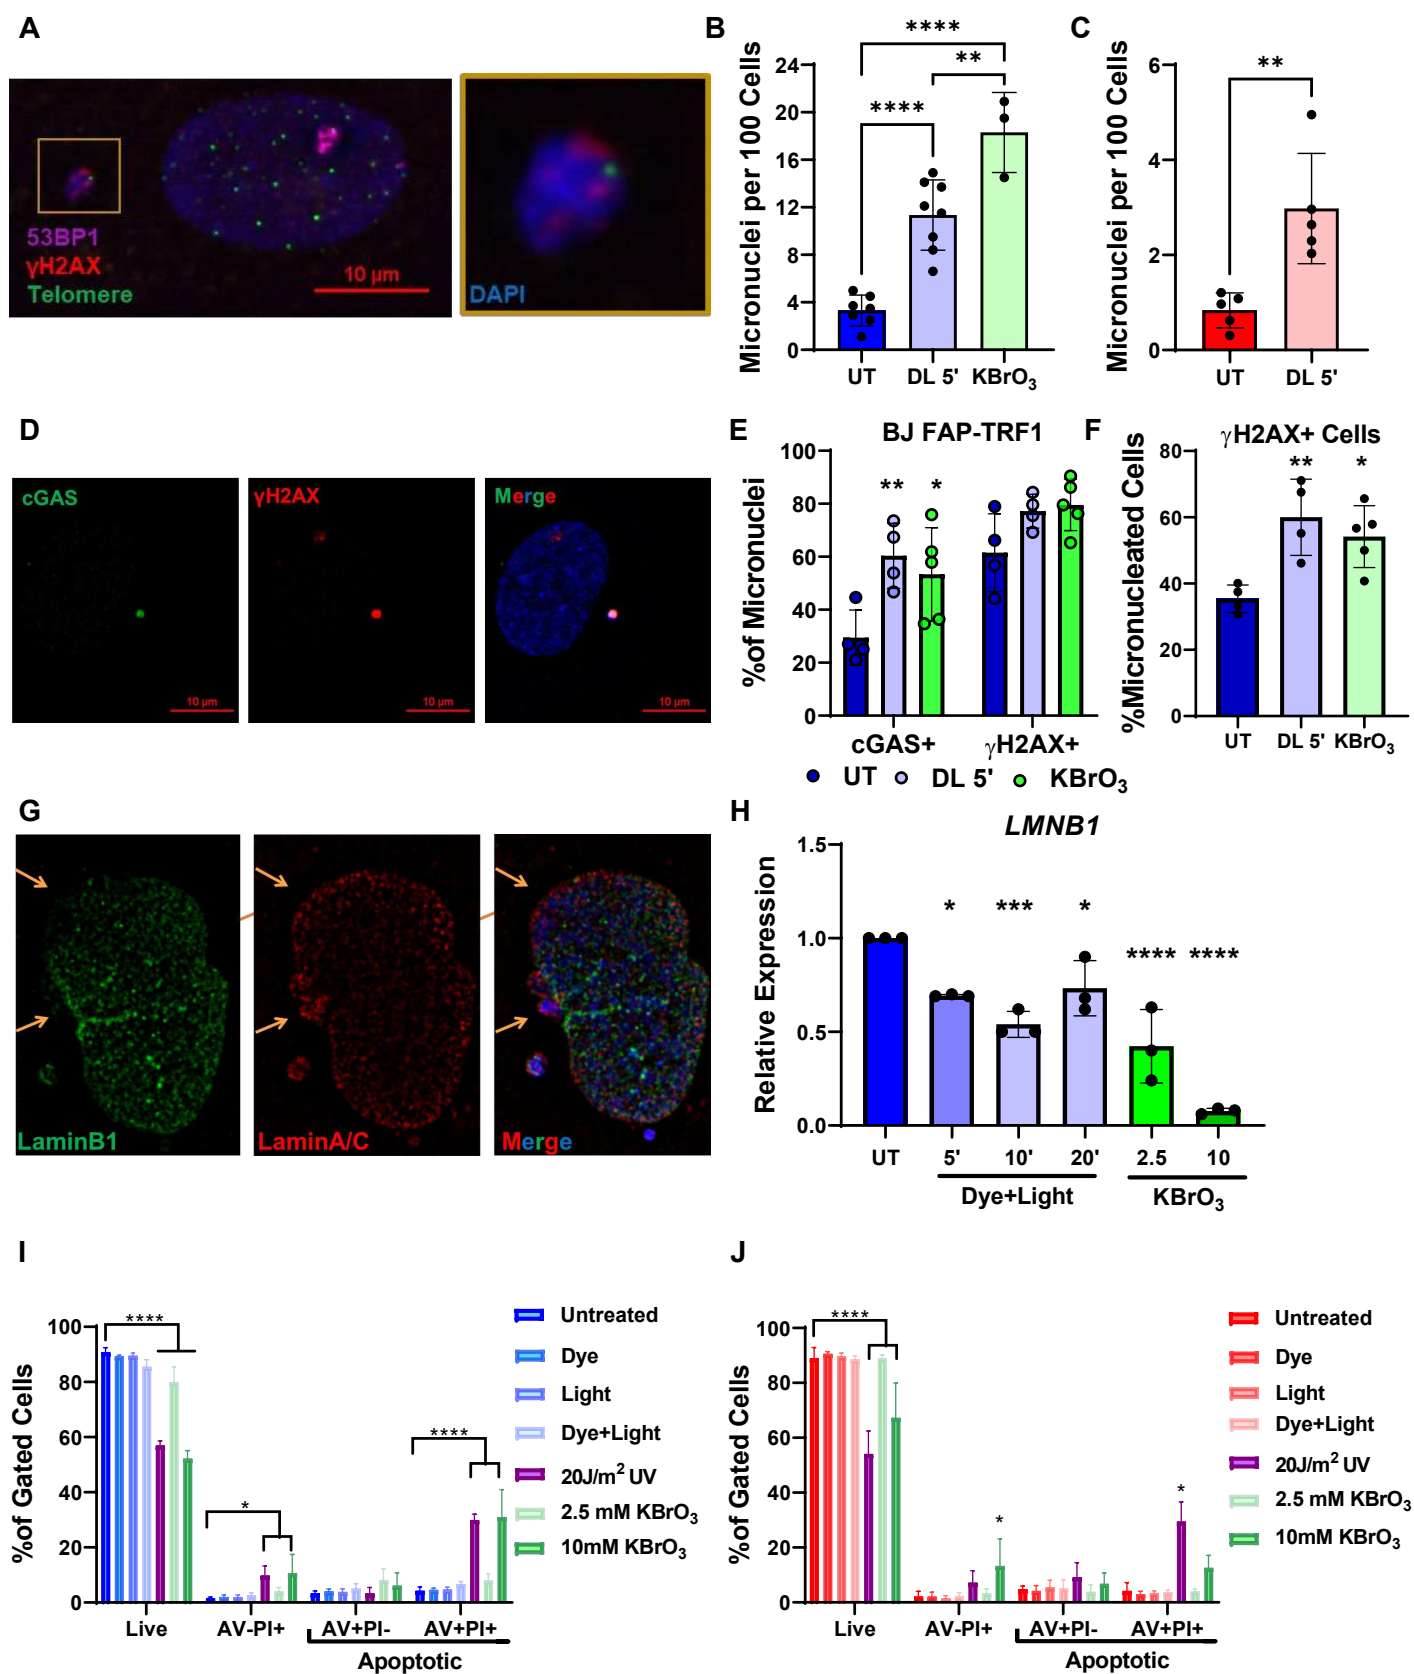 A
53BP1
γH2AX
Telomere
10 µm
DAPI
B
Micronuclei per 100 Cells
24
20
16
12
8
4
0
****
**
****
UT DL 5' KBrO3
C
Micronuclei per 100 Cells
6
4
2
0
**
UT DL 5'
D
cGAS
10 µm
γH2AX
10 µm
Merge
10 µm
E
BJ FAP-TRF1
%of Micronuclei
100
80
60
40
20
0
** *
cGAS+ γH2AX+
UT DL 5' KBrO3
F
γH2AX+ Cells
%Micronucleated Cells
80
60
40
20
0
** *
UT DL 5' KBrO3
G
LaminB1
LaminA/C
Merge
H
LMNB1
Relative Expression
1.5
1.0
0.5
0.0
* *** * **** ****
UT 5' 10' 20' 2.5 10
Dye+Light KBrO3
I
%of Gated Cells
100
80
60
40
20
0
****
*
****
Live AV-PI+ AV+PI- AV+PI+
Apoptotic
Untreated
Dye
Light
Dye+Light
20J/m2 UV
2.5 mM KBrO3
10mM KBrO3
J
%of Gated Cells
100
80
60
40
20
0
****
*
*
Live AV-PI+ AV+PI- AV+PI+
Apoptotic
Untreated
Dye
Light
Dye+Light
20J/m2 UV
2.5 mM KBrO3
10mM KBrO3